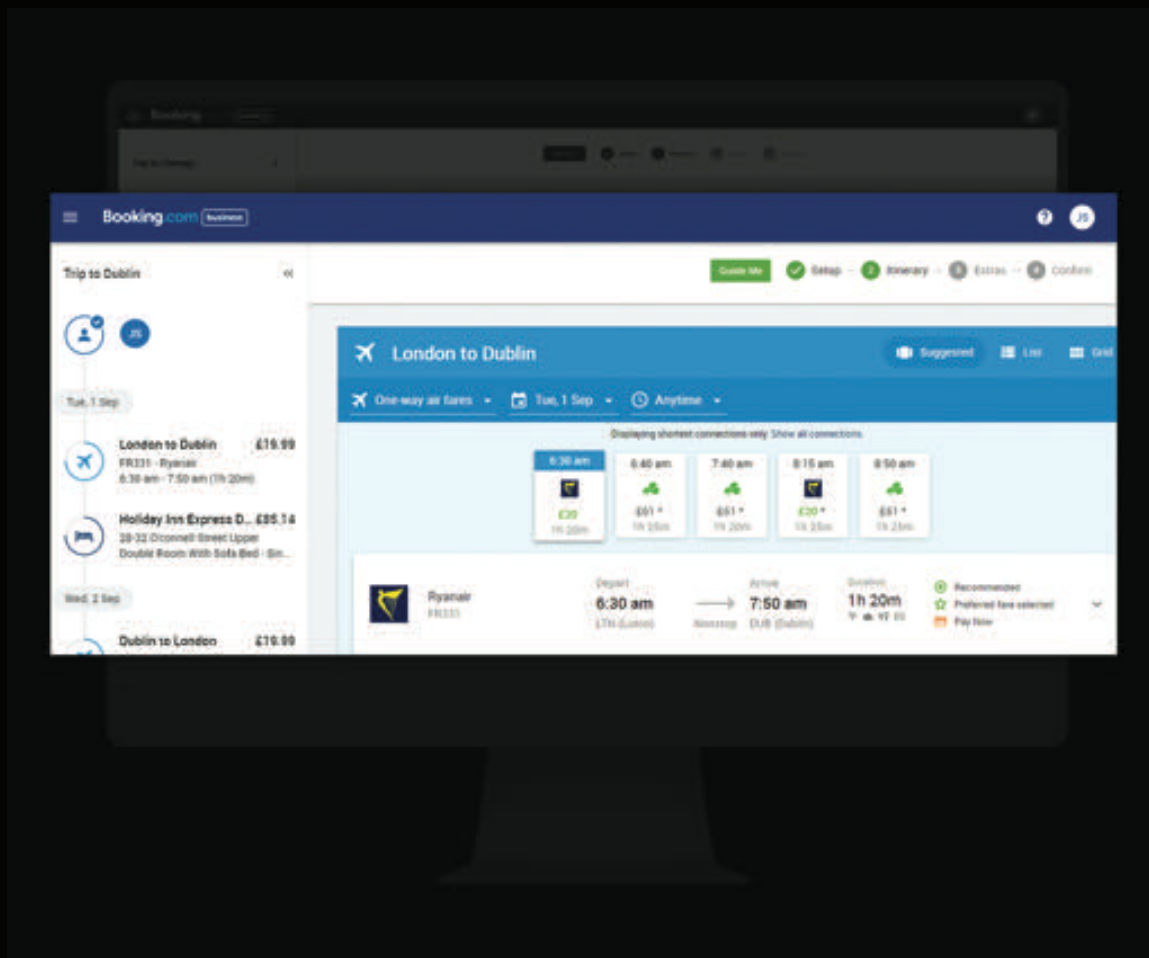 Booking.com business
JS
Trip to Dublin
Guide Me
Setup
2 Itinerary
3 Extras
4 Confirm
JS
London to Dublin
Suggested
List
Grid
One-way air fares
Tue, 1 Sep
Anytime
Tue, 1 Sep
Displaying shortest connections only Show all connections
London to Dublin £19.99
FR331 - Ryanair
6:30 am - 7:50 am (1h 20m)
Holiday Inn Express D... £85.14
28-32 O'connell Street Upper
Double Room With Sofa Bed - Sin...
Wed, 2 Sep
Dublin to London £19.99
6:30 am
£20
1h 20m
6:40 am
£61 *
1h 25m
7:40 am
£61 *
1h 20m
8:15 am
£20 *
1h 20m
8:50 am
£61 *
1h 25m
Ryanair
FR331
Depart
6:30 am
LTN (Luton)
Nonstop
Arrive
7:50 am
DUB (Dublin)
Duration
1h 20m
Recommended
Preferred fare selected
Pay Now